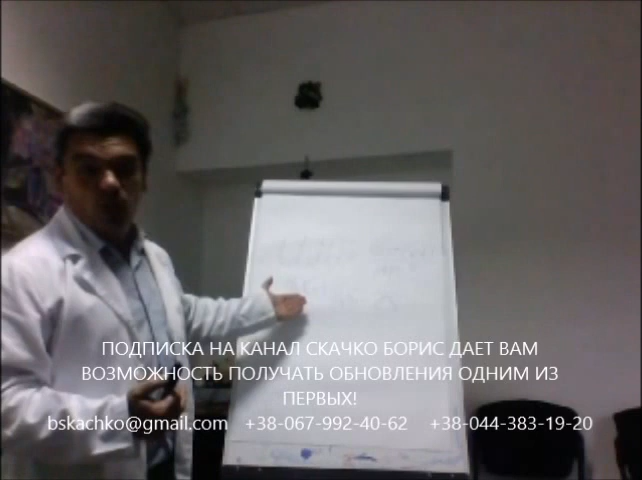 ПОДПИСКА НА КАНАЛ СКАЧКО БОРИС ДАЕТ ВАМ
ВОЗМОЖНОСТЬ ПОЛУЧАТЬ ОБНОВЛЕНИЯ ОДНИМ ИЗ
ПЕРВЫХ!
bskachko@gmail.com +38-067-992-40-62 +38-044-383-19-20